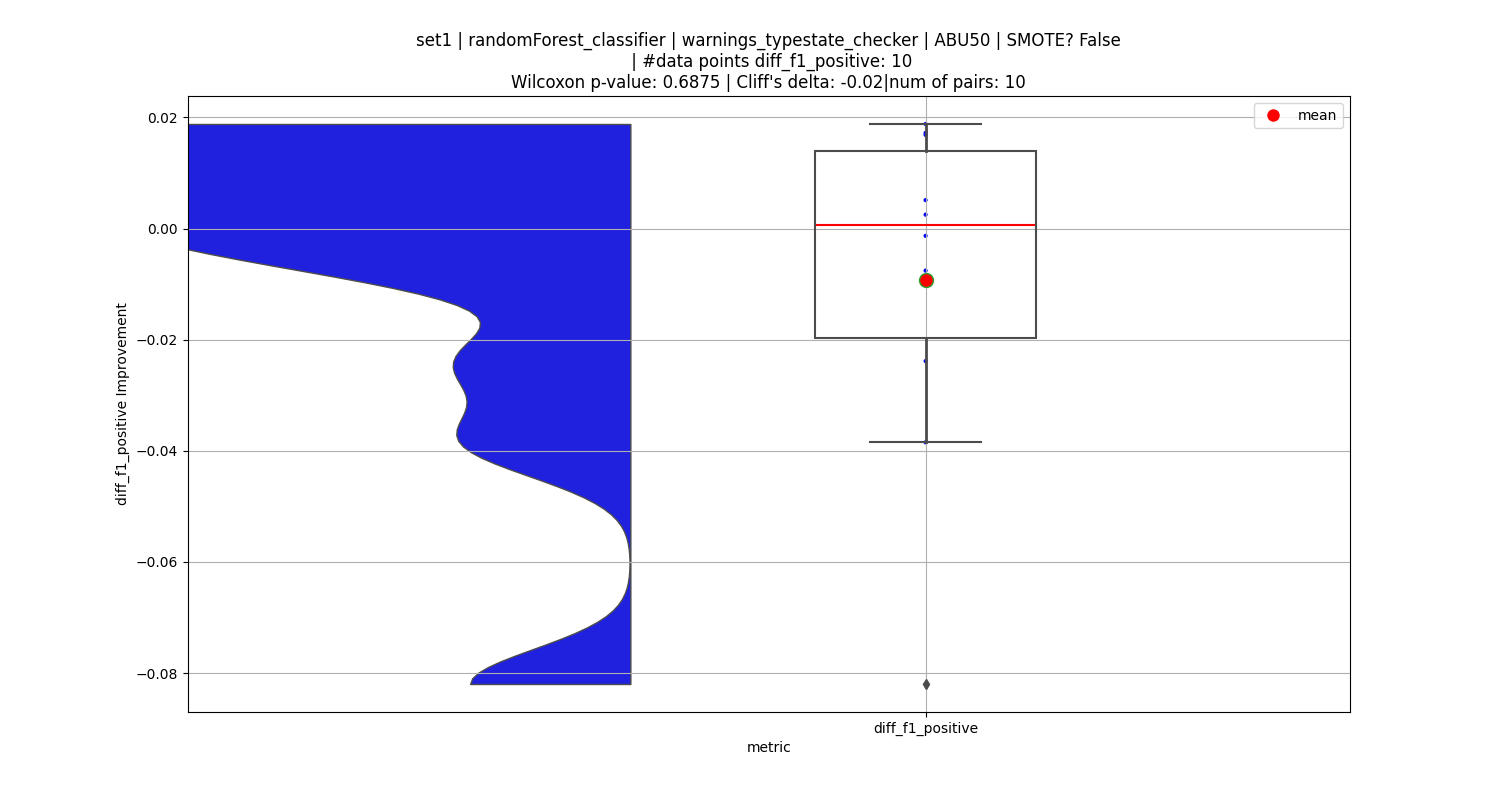 set1 | randomForest_classifier | warnings_typestate_checker | ABU50 | SMOTE? False
| #data points diff_f1_positive: 10
Wilcoxon p-value: 0.6875 | Cliff's delta: -0.02|num of pairs: 10
mean
0.02
0.00
−0.02
−0.04
−0.06
−0.08
diff_f1_positive Improvement
diff_f1_positive
metric